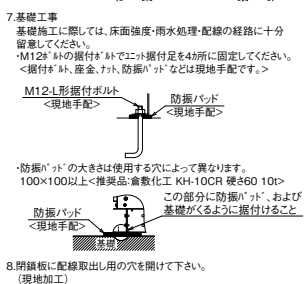 7.基礎工事
基礎施工に際しては、床面強度・雨水処理・配線の経路に十分
留意してください。
・M12ﾎﾞﾙﾄの据付ﾎﾞﾙﾄでﾕﾆｯﾄ据付足を4ｶ所に固定してください。
<据付ﾎﾞﾙﾄ、座金、ﾅｯﾄ、防振ﾊﾟｯﾄﾞなどは現地手配です。>
M12-L形据付ボルト
<現地手配>
防振パッド
<現地手配>
・防振ﾊﾟｯﾄﾞの大きさは使用する穴によって異なります。
100×100以上<推奨品:倉敷化工 KH-10CR 硬さ60 10t>
防振パッド
<現地手配>
この部分に防振ﾊﾟｯﾄﾞ、および
基礎がくるように据付けること
基礎
8.閉鎖板に配線取出し用の穴を開けて下さい。
(現地加工)